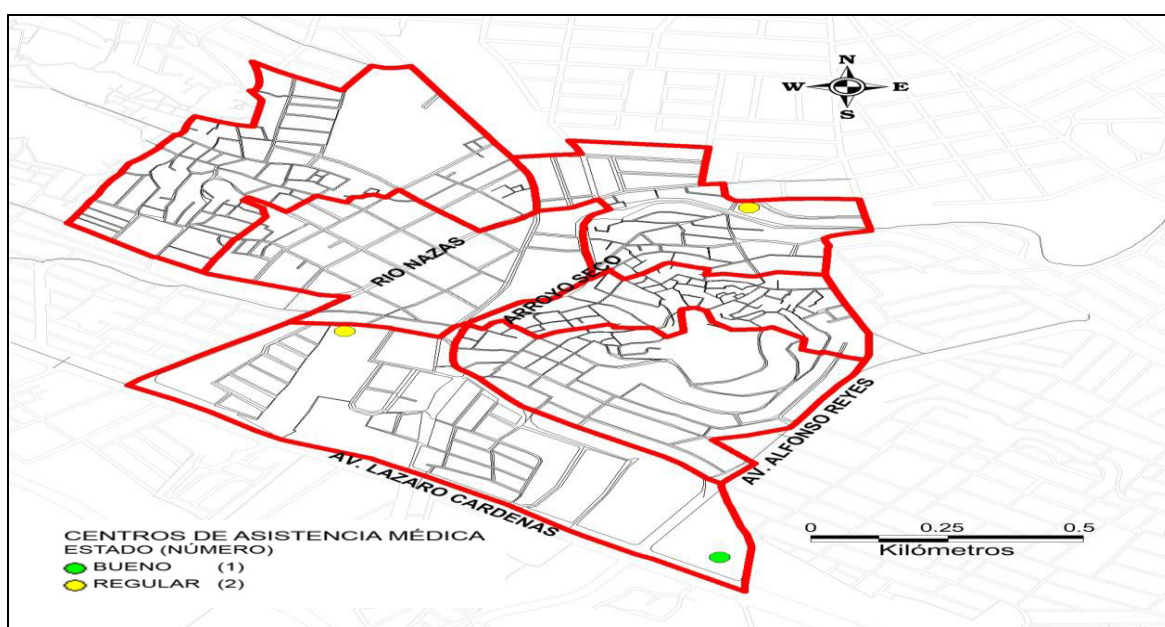 N
W E
S
RIO NAZAS
ARROYO SECO
AV. ALFONSO REYES
AV. LAZARO CARDENAS
0 0.25 0.5
Kilómetros
CENTROS DE ASISTENCIA MÉDICA
ESTADO (NÚMERO)
BUENO (1)
REGULAR (2)